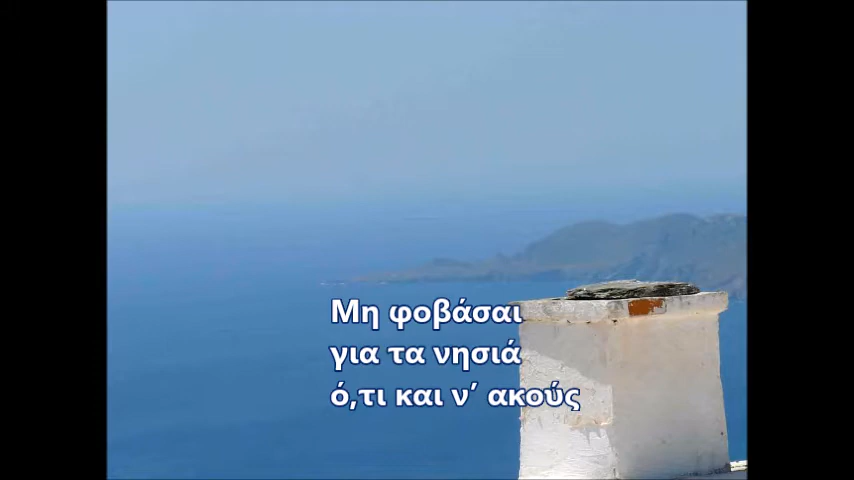 Μη φοβάσαι
για τα νησιά
ό,τι και ν’ ακούς